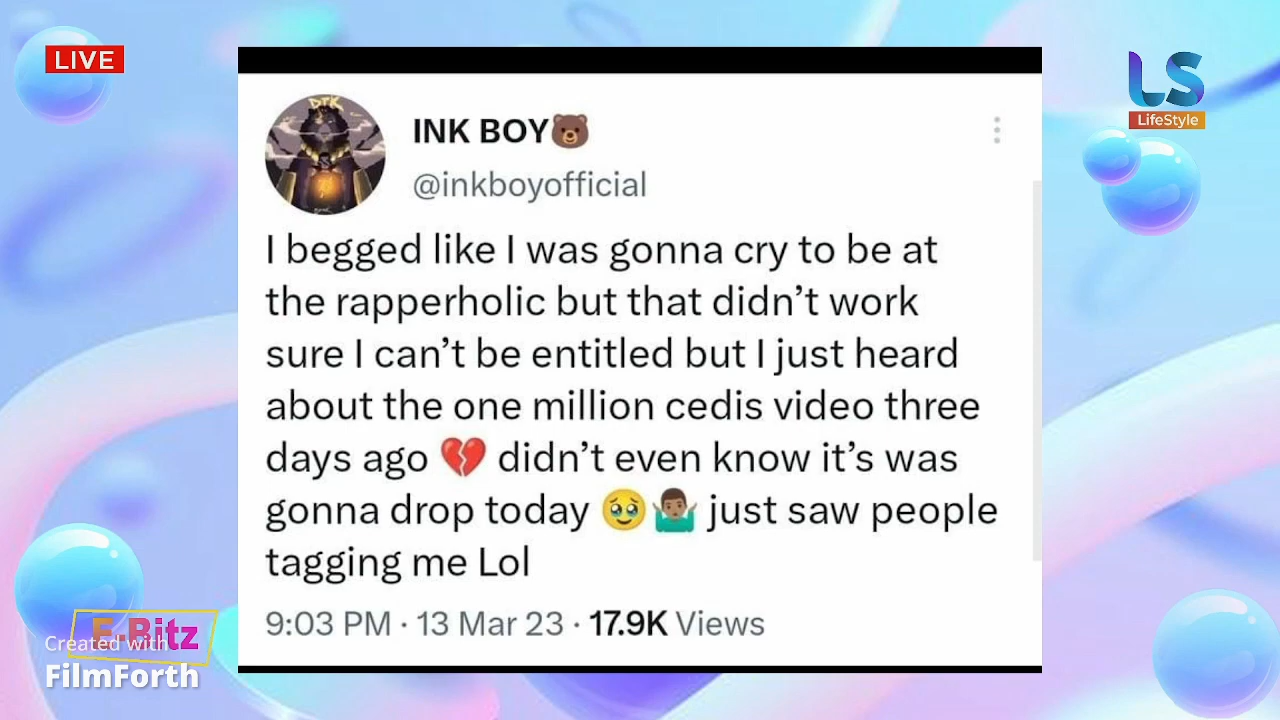 LIVE
LS
LifeStyle
INK BOY🐻
@inkboyofficial
I begged like I was gonna cry to be at
the rapperholic but that didn’t work
sure I can’t be entitled but I just heard
about the one million cedis video three
days ago 💔 didn’t even know it’s was
gonna drop today 🥹🤷🏽‍♂️ just saw people
tagging me Lol
9:03 PM · 13 Mar 23 · 17.9K Views
E.Bitz
Created with
FilmForth